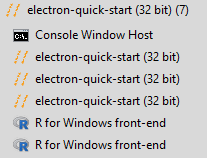 electron-quick-start (32 bit) (7)
Console Window Host
electron-quick-start (32 bit)
electron-quick-start (32 bit)
electron-quick-start (32 bit)
R for Windows front-end
R for Windows front-end